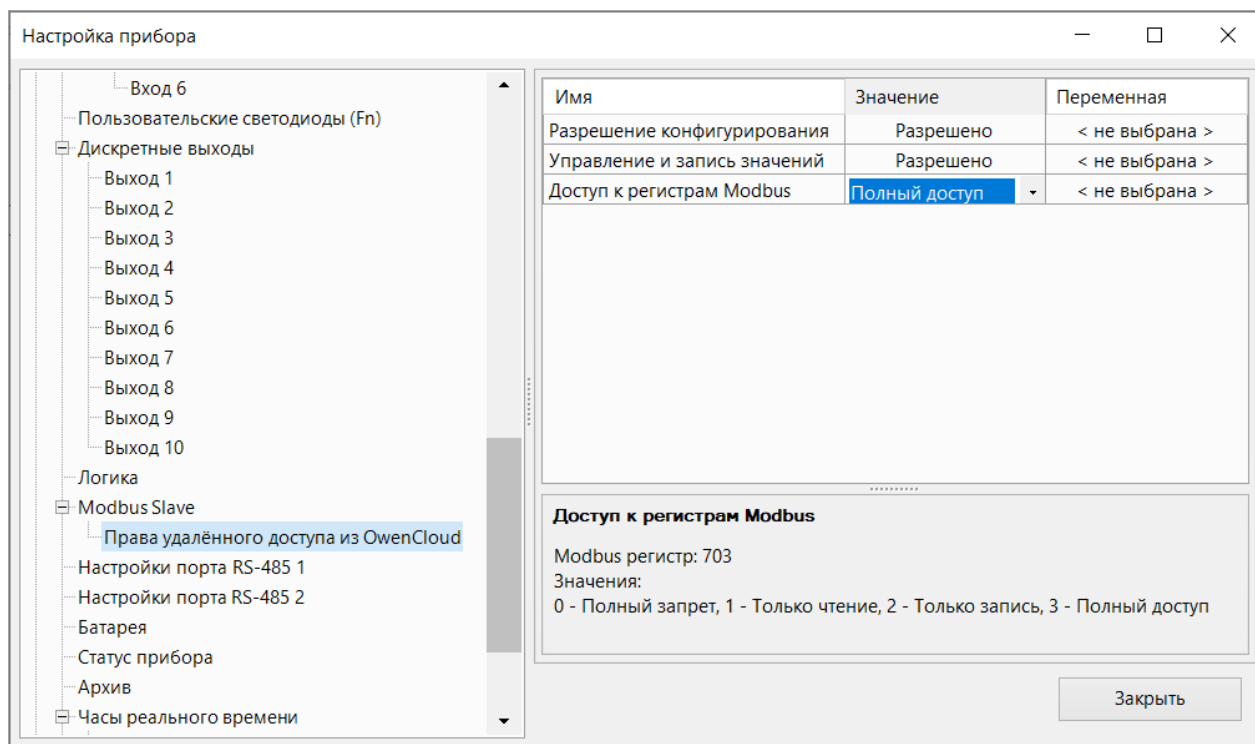 Настройка прибора
Вход 6
Пользовательские светодиоды (Fn)
Дискретные выходы
Выход 1
Выход 2
Выход 3
Выход 4
Выход 5
Выход 6
Выход 7
Выход 8
Выход 9
Выход 10
Логика
Modbus Slave
Права удалённого доступа из OwenCloud
Настройки порта RS-485 1
Настройки порта RS-485 2
Батарея
Статус прибора
Архив
Часы реального времени
Имя Значение Переменная
Разрешение конфигурирования Разрешено < не выбрана >
Управление и запись значений Разрешено < не выбрана >
Доступ к регистрам Modbus Полный доступ < не выбрана >
Доступ к регистрам Modbus
Modbus регистр: 703
Значения:
0 - Полный запрет, 1 - Только чтение, 2 - Только запись, 3 - Полный доступ
Закрыть